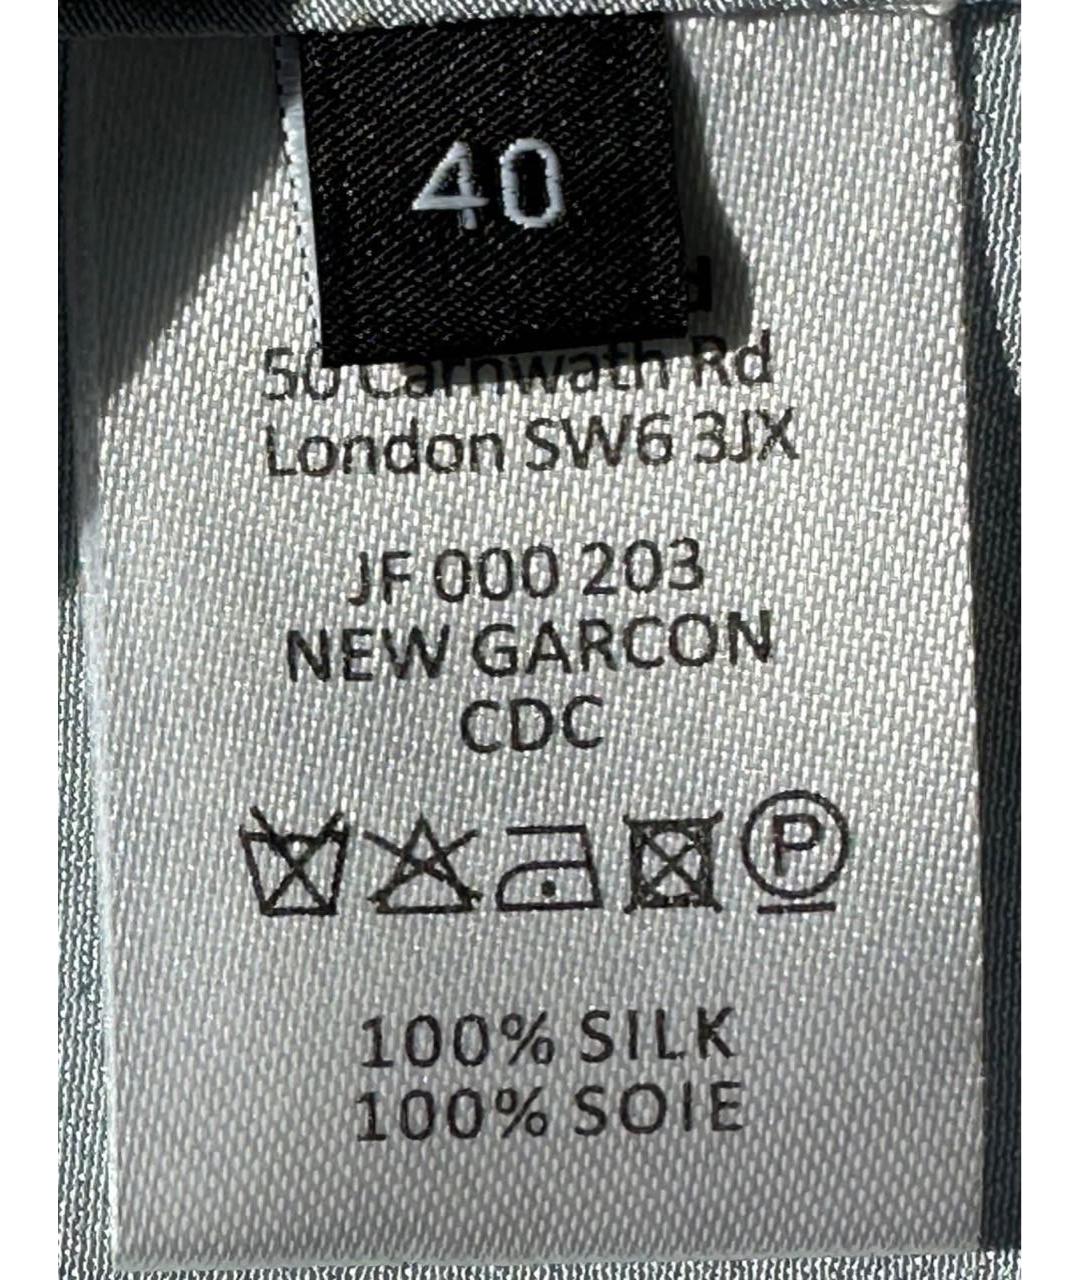 40
50 Carnwath Rd
London SW6 3JX
JF 000 203
NEW GARCON
CDC
P
100% SILK
100% SOIE